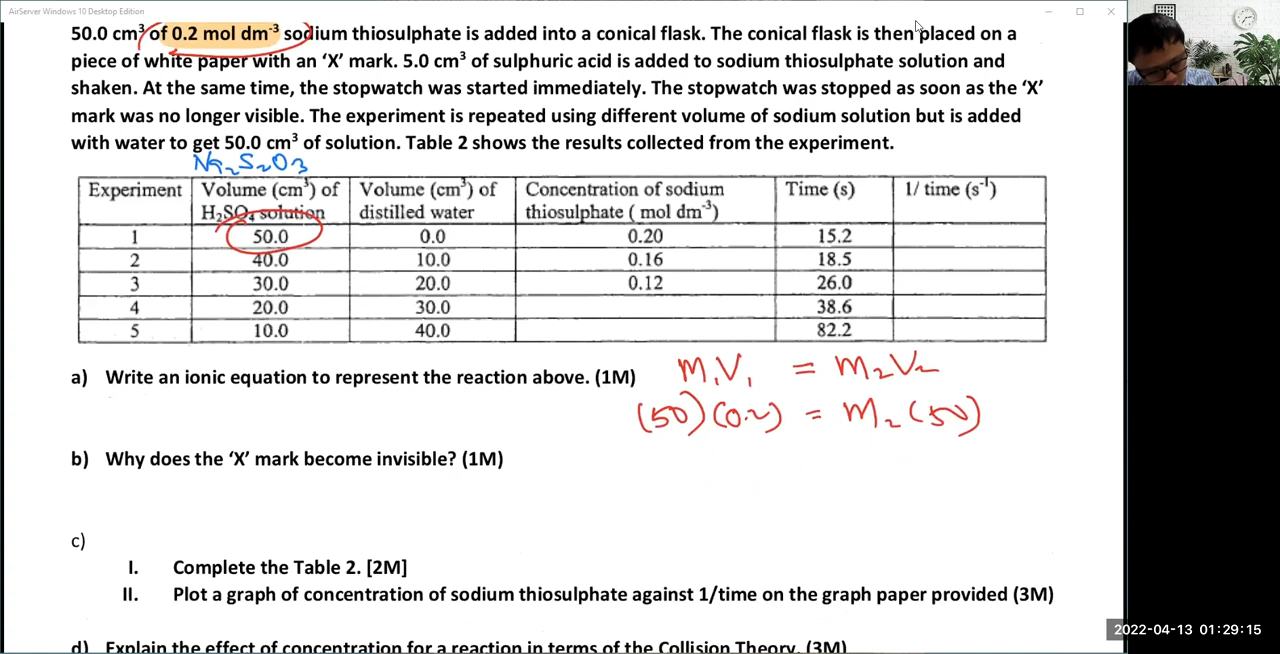 AirServer Windows 10 Desktop Edition
50.0 cm³ of 0.2 mol dm⁻³ sodium thiosulphate is added into a conical flask. The conical flask is then placed on a
piece of white paper with an ‘X’ mark. 5.0 cm³ of sulphuric acid is added to sodium thiosulphate solution and
shaken. At the same time, the stopwatch was started immediately. The stopwatch was stopped as soon as the ‘X’
mark was no longer visible. The experiment is repeated using different volume of sodium solution but is added
with water to get 50.0 cm³ of solution. Table 2 shows the results collected from the experiment.
Na₂S₂O₃
Experiment Volume (cm³) of H₂SO₄ solution Volume (cm³) of distilled water Concentration of sodium thiosulphate ( mol dm⁻³) Time (s) 1/ time (s⁻¹)
1 50.0 0.0 0.20 15.2
2 40.0 10.0 0.16 18.5
3 30.0 20.0 0.12 26.0
4 20.0 30.0 38.6
5 10.0 40.0 82.2
a) Write an ionic equation to represent the reaction above. (1M)
M₁V₁ = M₂V₂
(50)(0.2) = M₂(50)
b) Why does the ‘X’ mark become invisible? (1M)
c)
I. Complete the Table 2. [2M]
II. Plot a graph of concentration of sodium thiosulphate against 1/time on the graph paper provided (3M)
d) Explain the effect of concentration for a reaction in terms of the Collision Theory. (3M)
2022-04-13 01:29:15